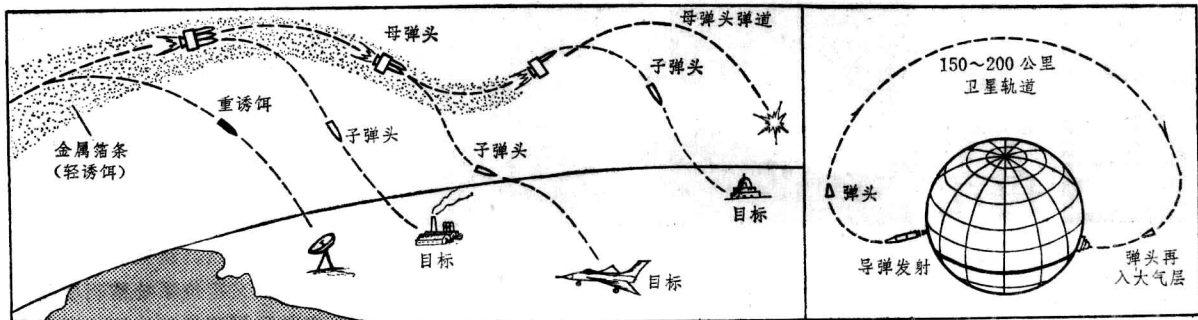 母弹头
母弹头弹道
子弹头
重诱饵
子弹头
金属箔条
(轻诱饵)
子弹头
目标
目标
目标
150～200 公里
卫星轨道
弹头
导弹发射
弹头再
入大气层